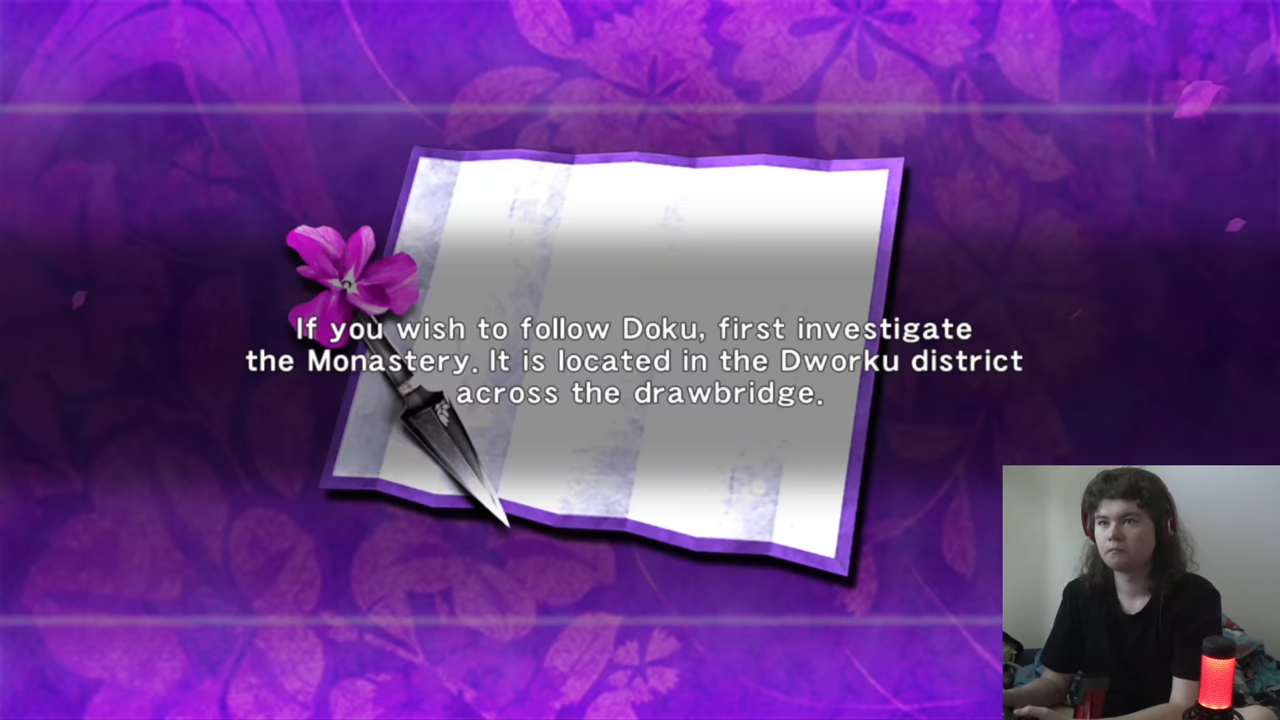 If you wish to follow Doku, first investigate
the Monastery. It is located in the Dworku district
across the drawbridge.